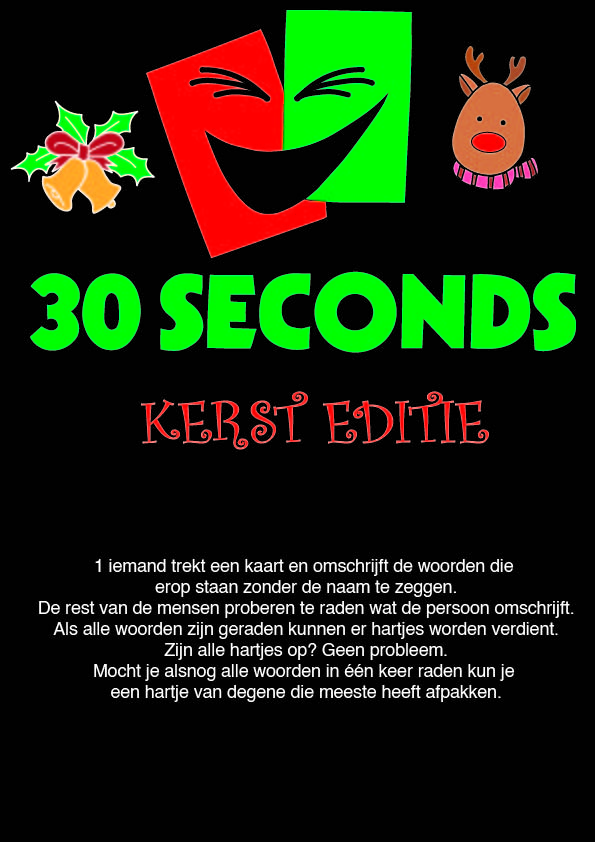 30 SECONDS
KERST EDITIE
1 iemand trekt een kaart en omschrijft de woorden die
erop staan zonder de naam te zeggen.
De rest van de mensen proberen te raden wat de persoon omschrijft.
Als alle woorden zijn geraden kunnen er hartjes worden verdient.
Zijn alle hartjes op? Geen probleem.
Mocht je alsnog alle woorden in één keer raden kun je
een hartje van degene die meeste heeft afpakken.